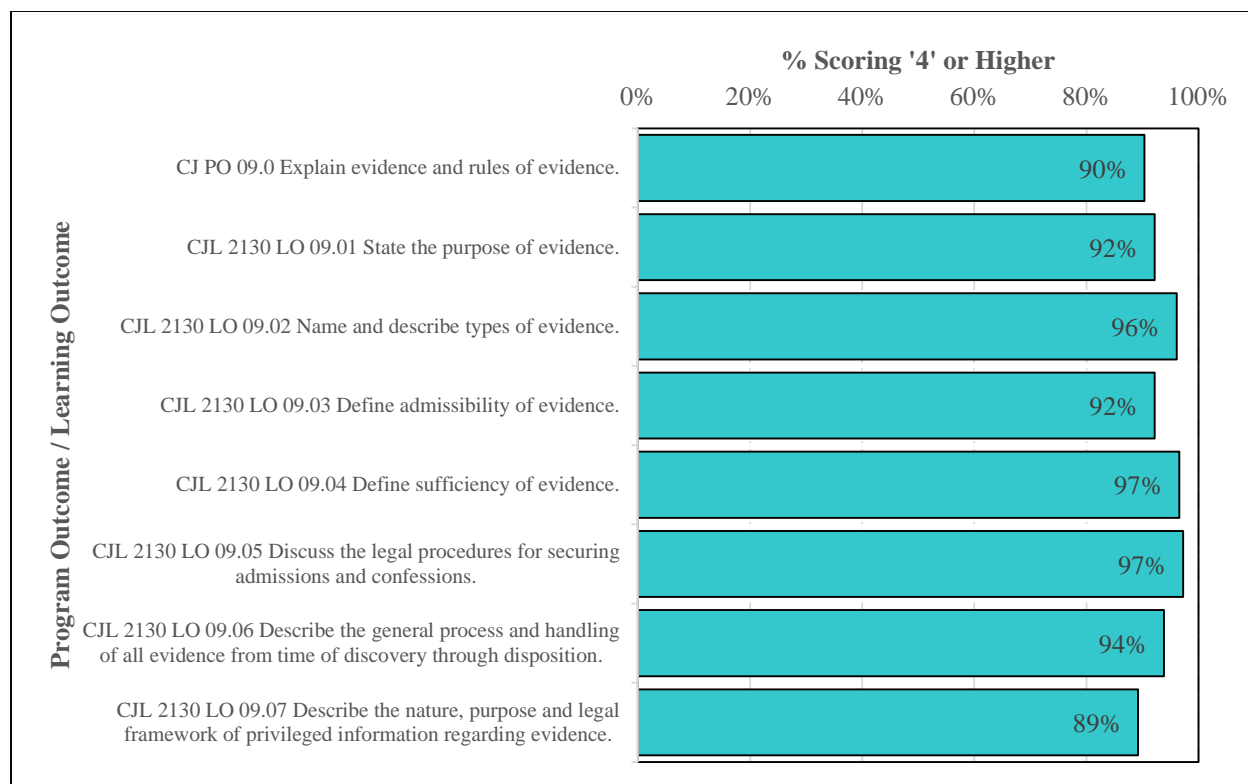 % Scoring '4' or Higher
0% 20% 40% 60% 80% 100%
Program Outcome / Learning Outcome
CJ PO 09.0 Explain evidence and rules of evidence.
90%
CJL 2130 LO 09.01 State the purpose of evidence.
92%
CJL 2130 LO 09.02 Name and describe types of evidence.
96%
CJL 2130 LO 09.03 Define admissibility of evidence.
92%
CJL 2130 LO 09.04 Define sufficiency of evidence.
97%
CJL 2130 LO 09.05 Discuss the legal procedures for securing
admissions and confessions.
97%
CJL 2130 LO 09.06 Describe the general process and handling
of all evidence from time of discovery through disposition.
94%
CJL 2130 LO 09.07 Describe the nature, purpose and legal
framework of privileged information regarding evidence.
89%